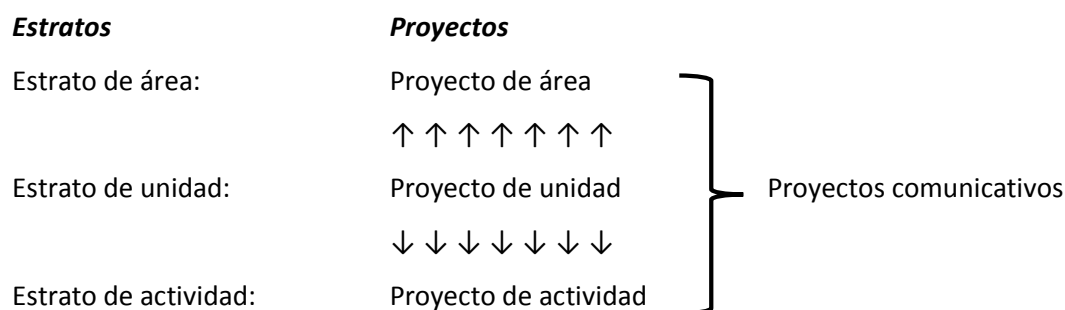 Estratos Proyectos
Estrato de área: Proyecto de área
↑ ↑ ↑ ↑ ↑ ↑ ↑
Estrato de unidad: Proyecto de unidad Proyectos comunicativos
↓ ↓ ↓ ↓ ↓ ↓ ↓
Estrato de actividad: Proyecto de actividad